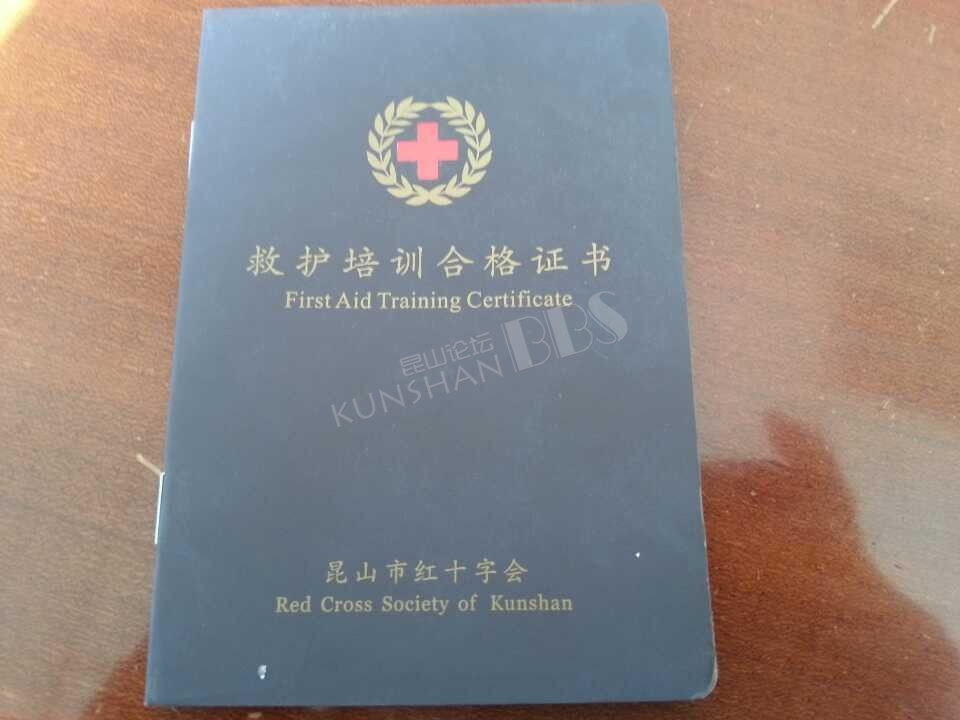 救护培训合格证书
First Aid Training Certificate
昆山论坛
KUNSHAN BBS
昆山市红十字会
Red Cross Society of Kunshan